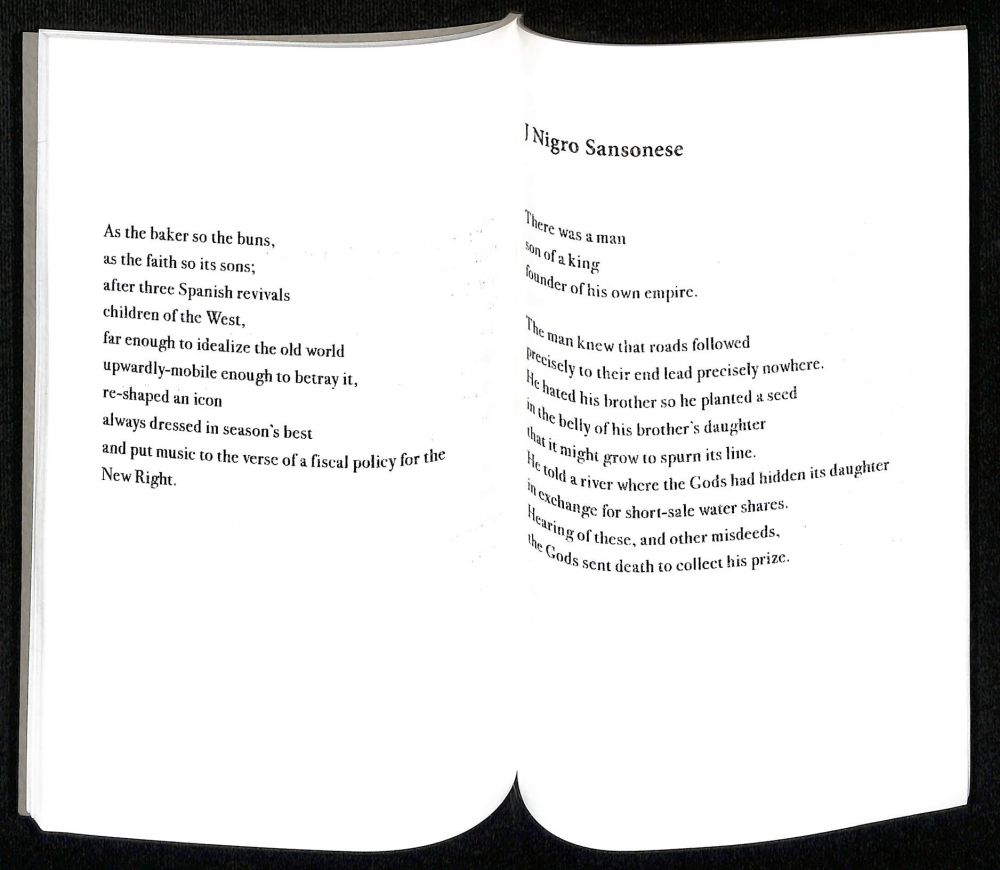 As the baker so the buns,
as the faith so its sons;
after three Spanish revivals
children of the West,
far enough to idealize the old world
upwardly-mobile enough to betray it,
re-shaped an icon
always dressed in season's best
and put music to the verse of a fiscal policy for the
New Right.
J Nigro Sansonese
There was a man
son of a king
founder of his own empire.
The man knew that roads followed
precisely to their end lead precisely nowhere.
He hated his brother so he planted a seed
in the belly of his brother's daughter
that it might grow to spurn its line.
He told a river where the Gods had hidden its daughter
in exchange for short-sale water shares.
Hearing of these, and other misdeeds,
the Gods sent death to collect his prize.